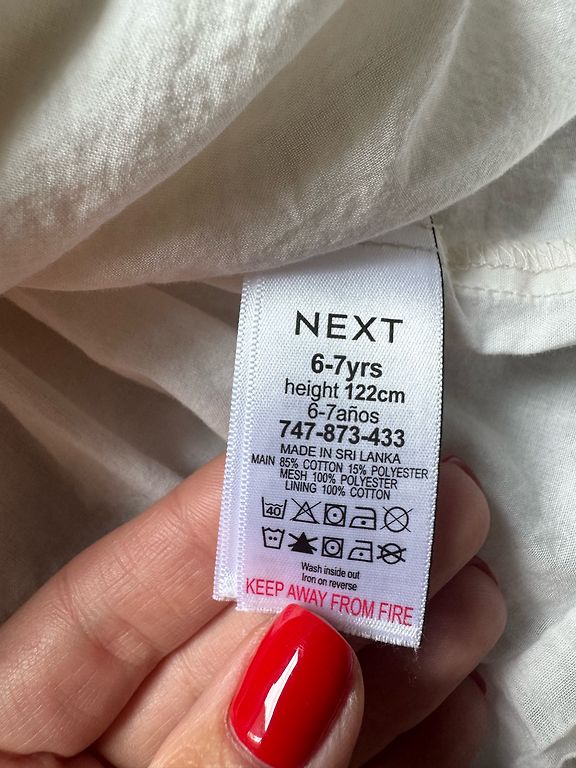 NEXT
6-7yrs
height 122cm
6-7años
747-873-433
MADE IN SRI LANKA
MAIN 85% COTTON 15% POLYESTER
MESH 100% POLYESTER
LINING 100% COTTON
40
Wash inside out
Iron on reverse
KEEP AWAY FROM FIRE